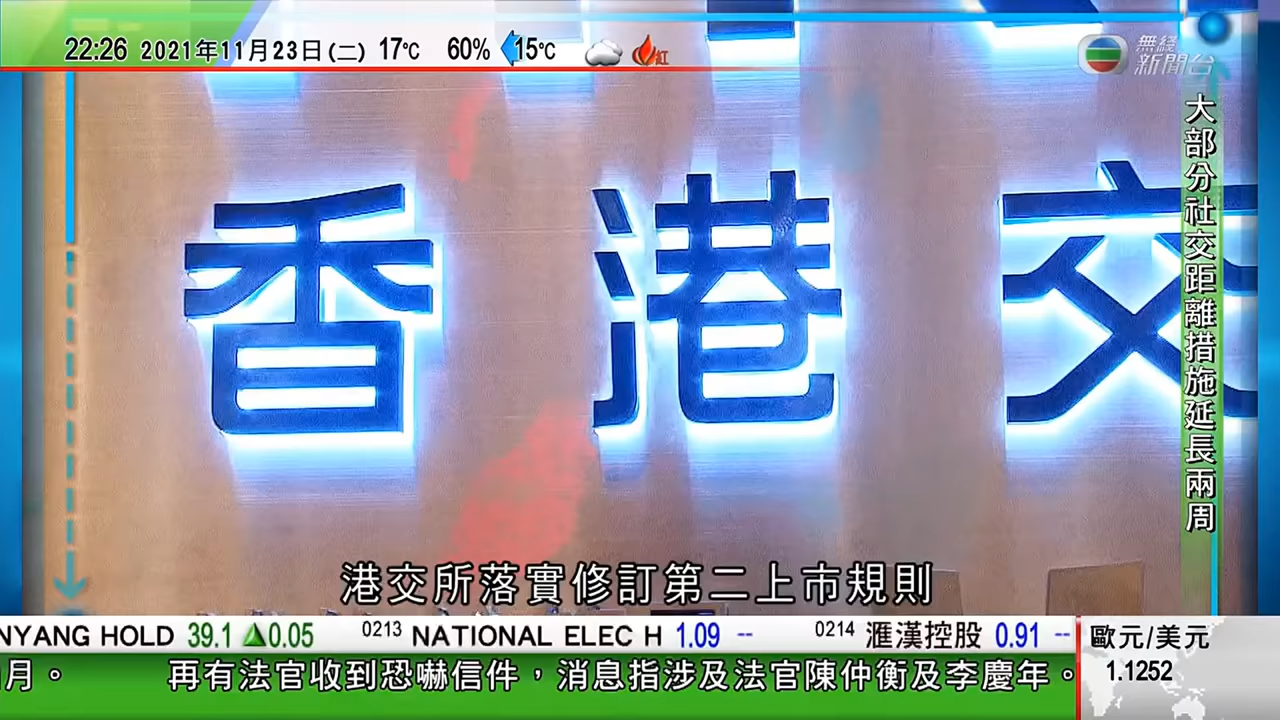 22:26 2021年11月23日(二) 17℃ 60% 15℃ 紅
無綫新聞台
大部分社交距離措施延長兩周
香港交
港交所落實修訂第二上市規則
NYANG HOLD 39.1 ▲0.05 0213 NATIONAL ELEC H 1.09 -- 0214 滙漢控股 0.91 --
歐元/美元
1.1252
月。 再有法官收到恐嚇信件，消息指涉及法官陳仲衡及李慶年。